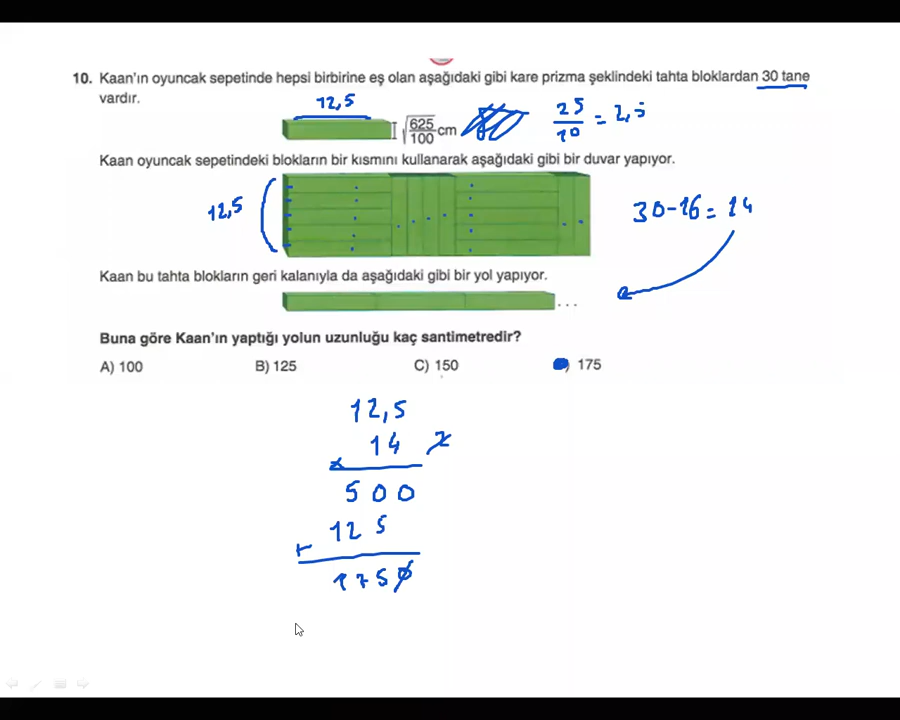 10. Kaan'ın oyuncak sepetinde hepsi birbirine eş olan aşağıdaki gibi kare prizma şeklindeki tahta bloklardan 30 tane
vardır.
12,5
√625/100 cm
25/10 = 2,5
Kaan oyuncak sepetindeki blokların bir kısmını kullanarak aşağıdaki gibi bir duvar yapıyor.
12,5
30-16=14
Kaan bu tahta blokların geri kalanıyla da aşağıdaki gibi bir yol yapıyor.
...
Buna göre Kaan'ın yaptığı yolun uzunluğu kaç santimetredir?
A) 100 B) 125 C) 150 ) 175
12,5
14
x
500
125
+
1750